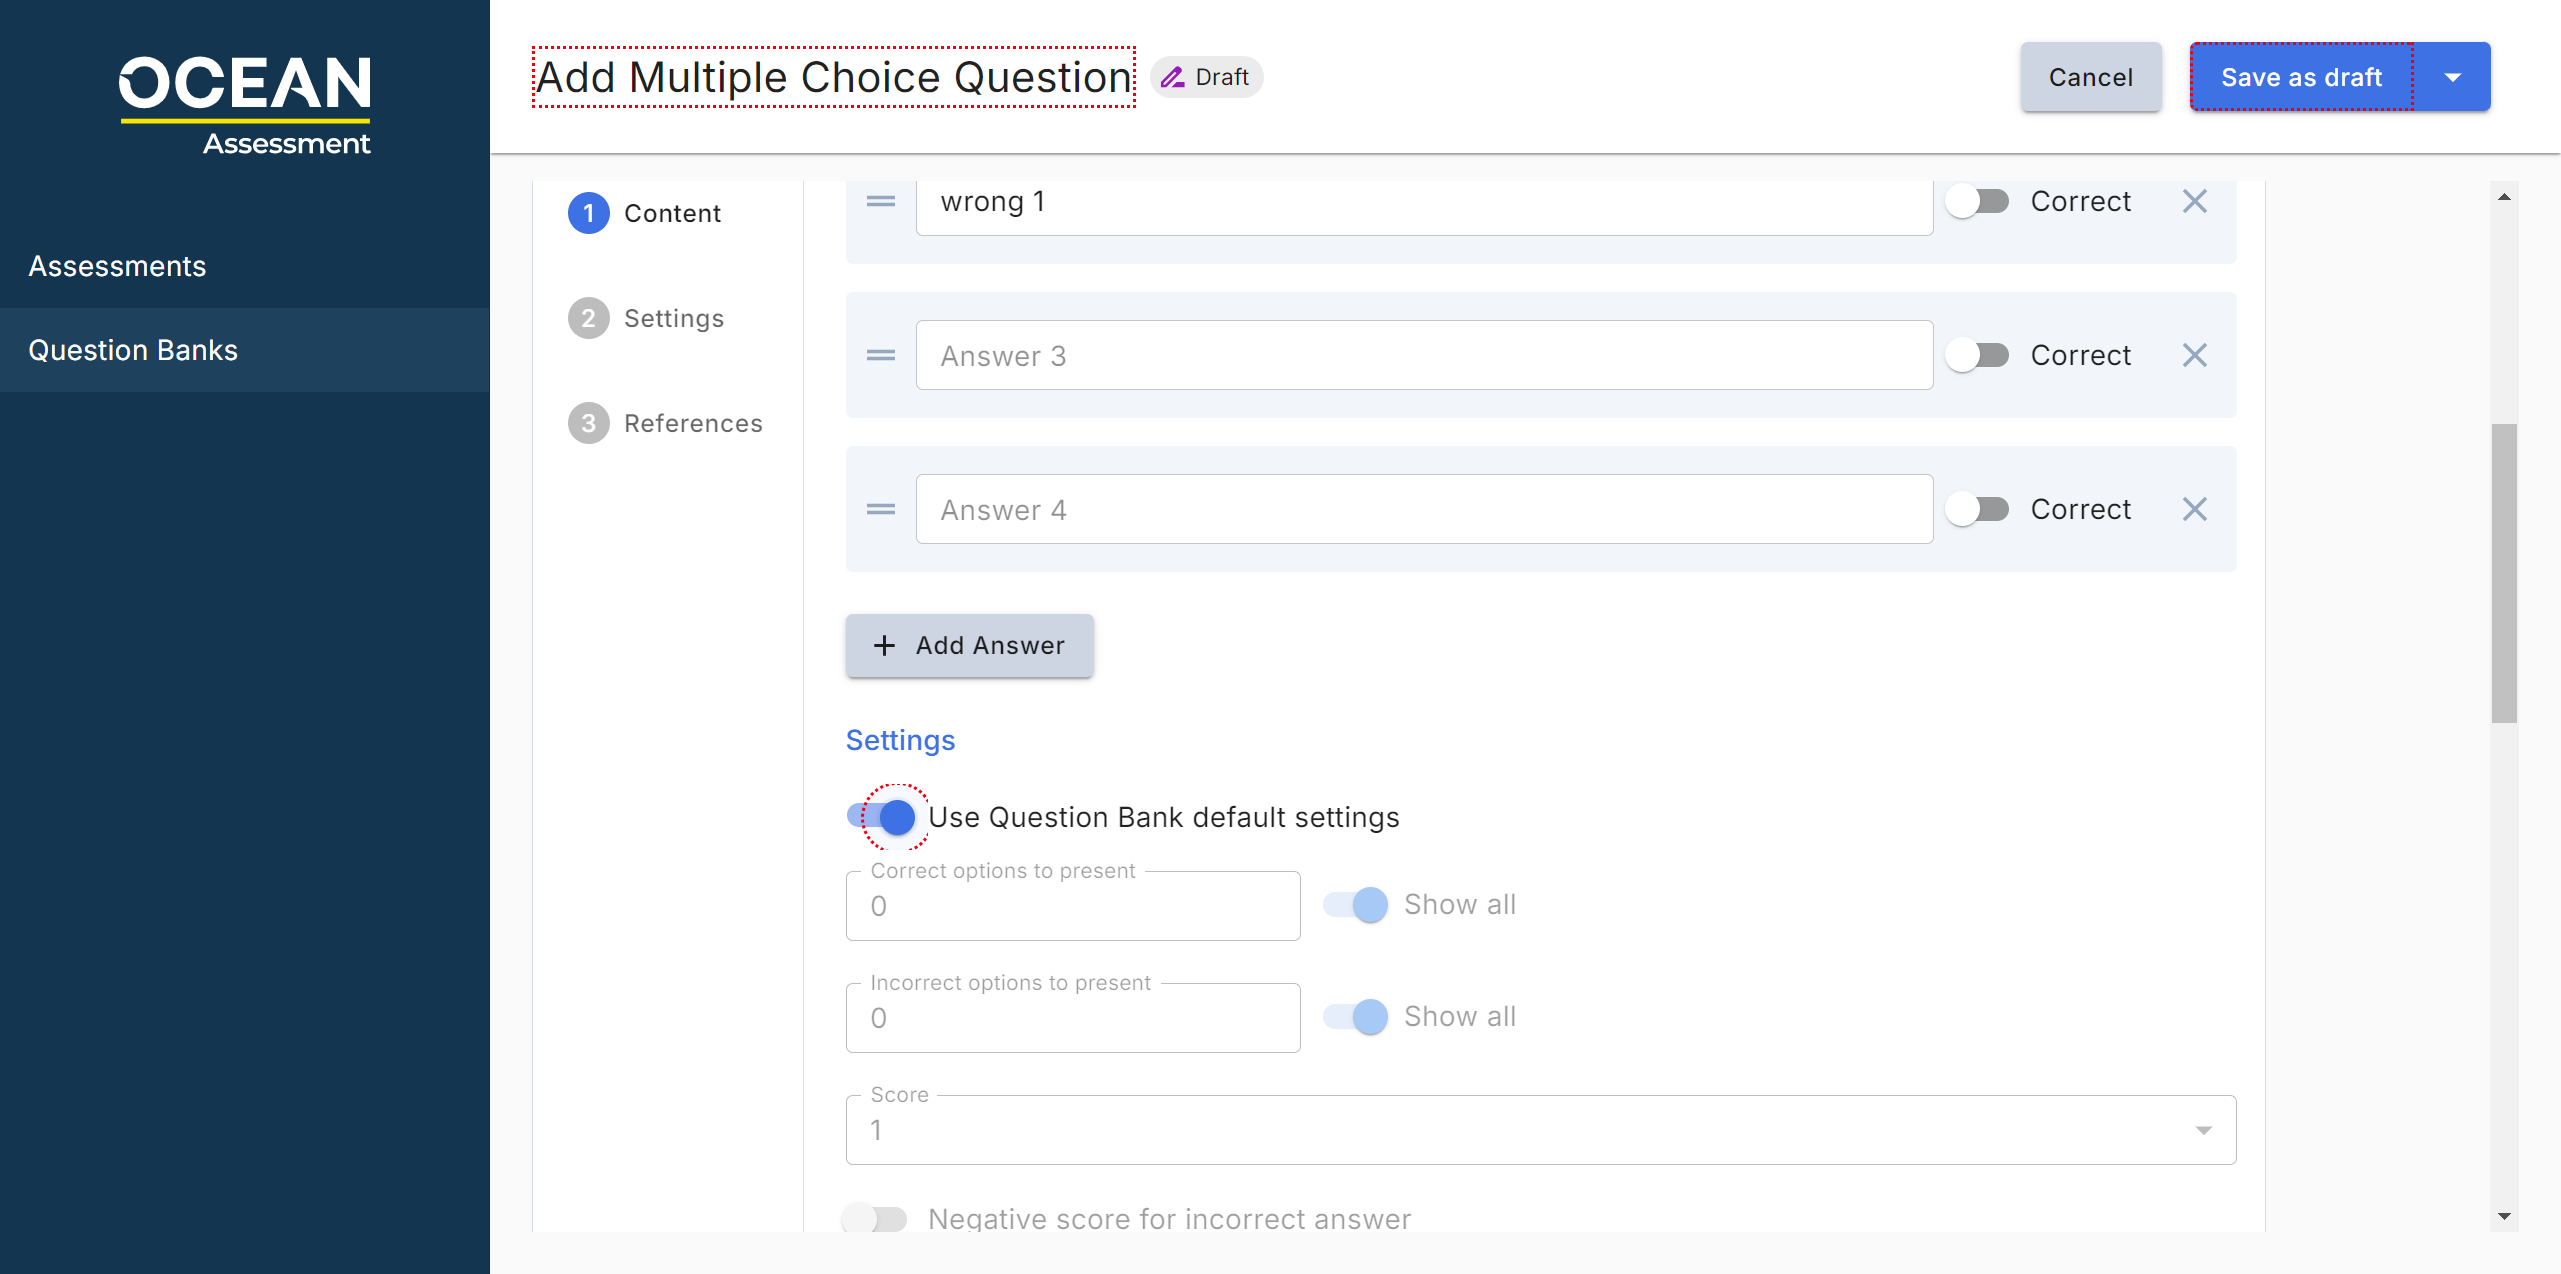 OCEAN
Assessment
Assessments
Question Banks
Add Multiple Choice Question
Draft
Cancel
Save as draft
1 Content
2 Settings
3 References
wrong 1
Correct
Answer 3
Correct
Answer 4
Correct
+ Add Answer
Settings
Use Question Bank default settings
Correct options to present
0
Show all
Incorrect options to present
0
Show all
Score
1
Negative score for incorrect answer